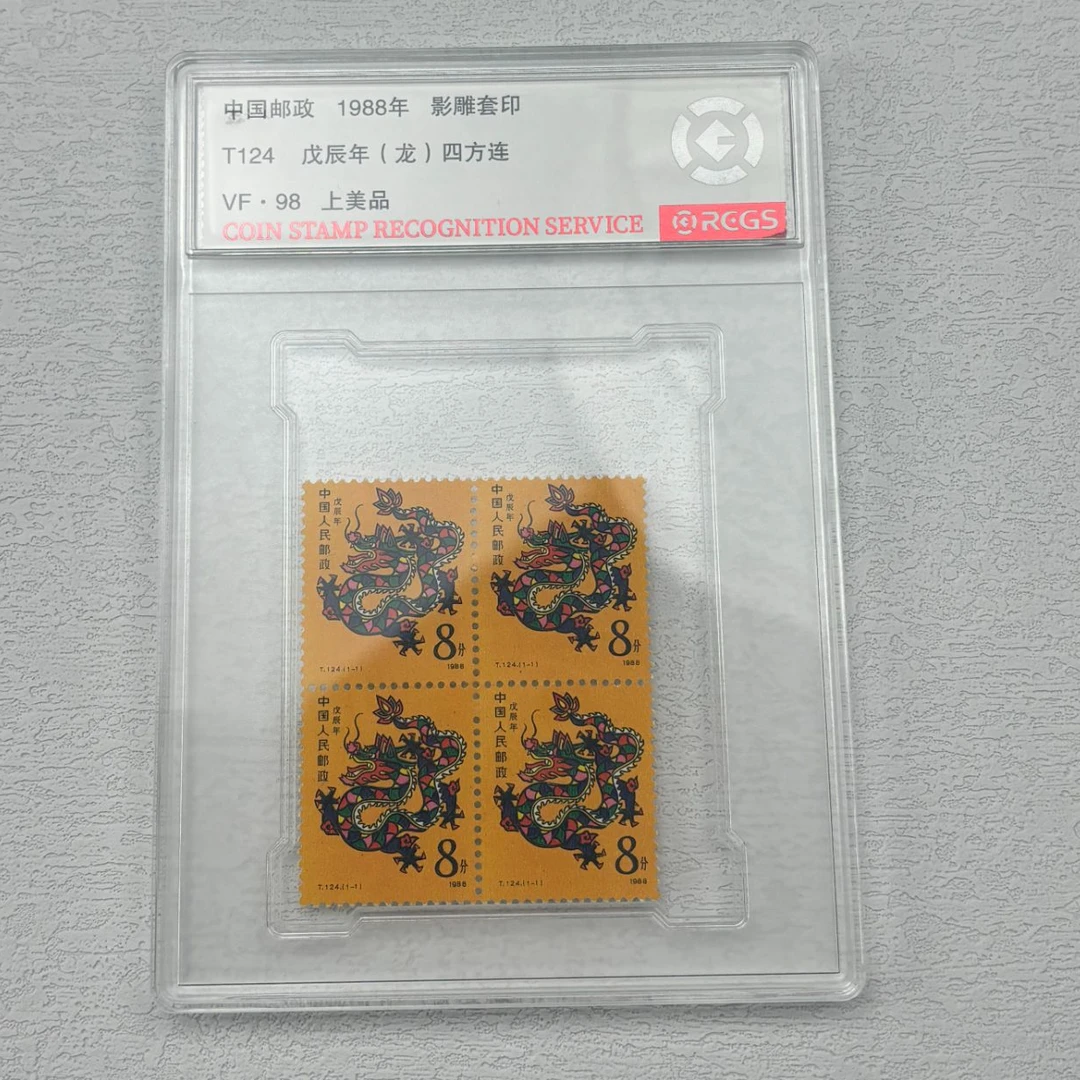 中国邮政 1988年 影雕套印
T124 戊辰年(龙)四方连
VF·98 上美品
COIN STAMP RECOGNITION SERVICE
RCGS
中国人民邮政
戊辰年
8分
T.124.(1-1)
1988
中国人民邮政
戊辰年
8分
T.124.(1-1)
1988
中国人民邮政
戊辰年
8分
T.124.(1-1)
1988
中国人民邮政
戊辰年
8分
T.124.(1-1)
1988